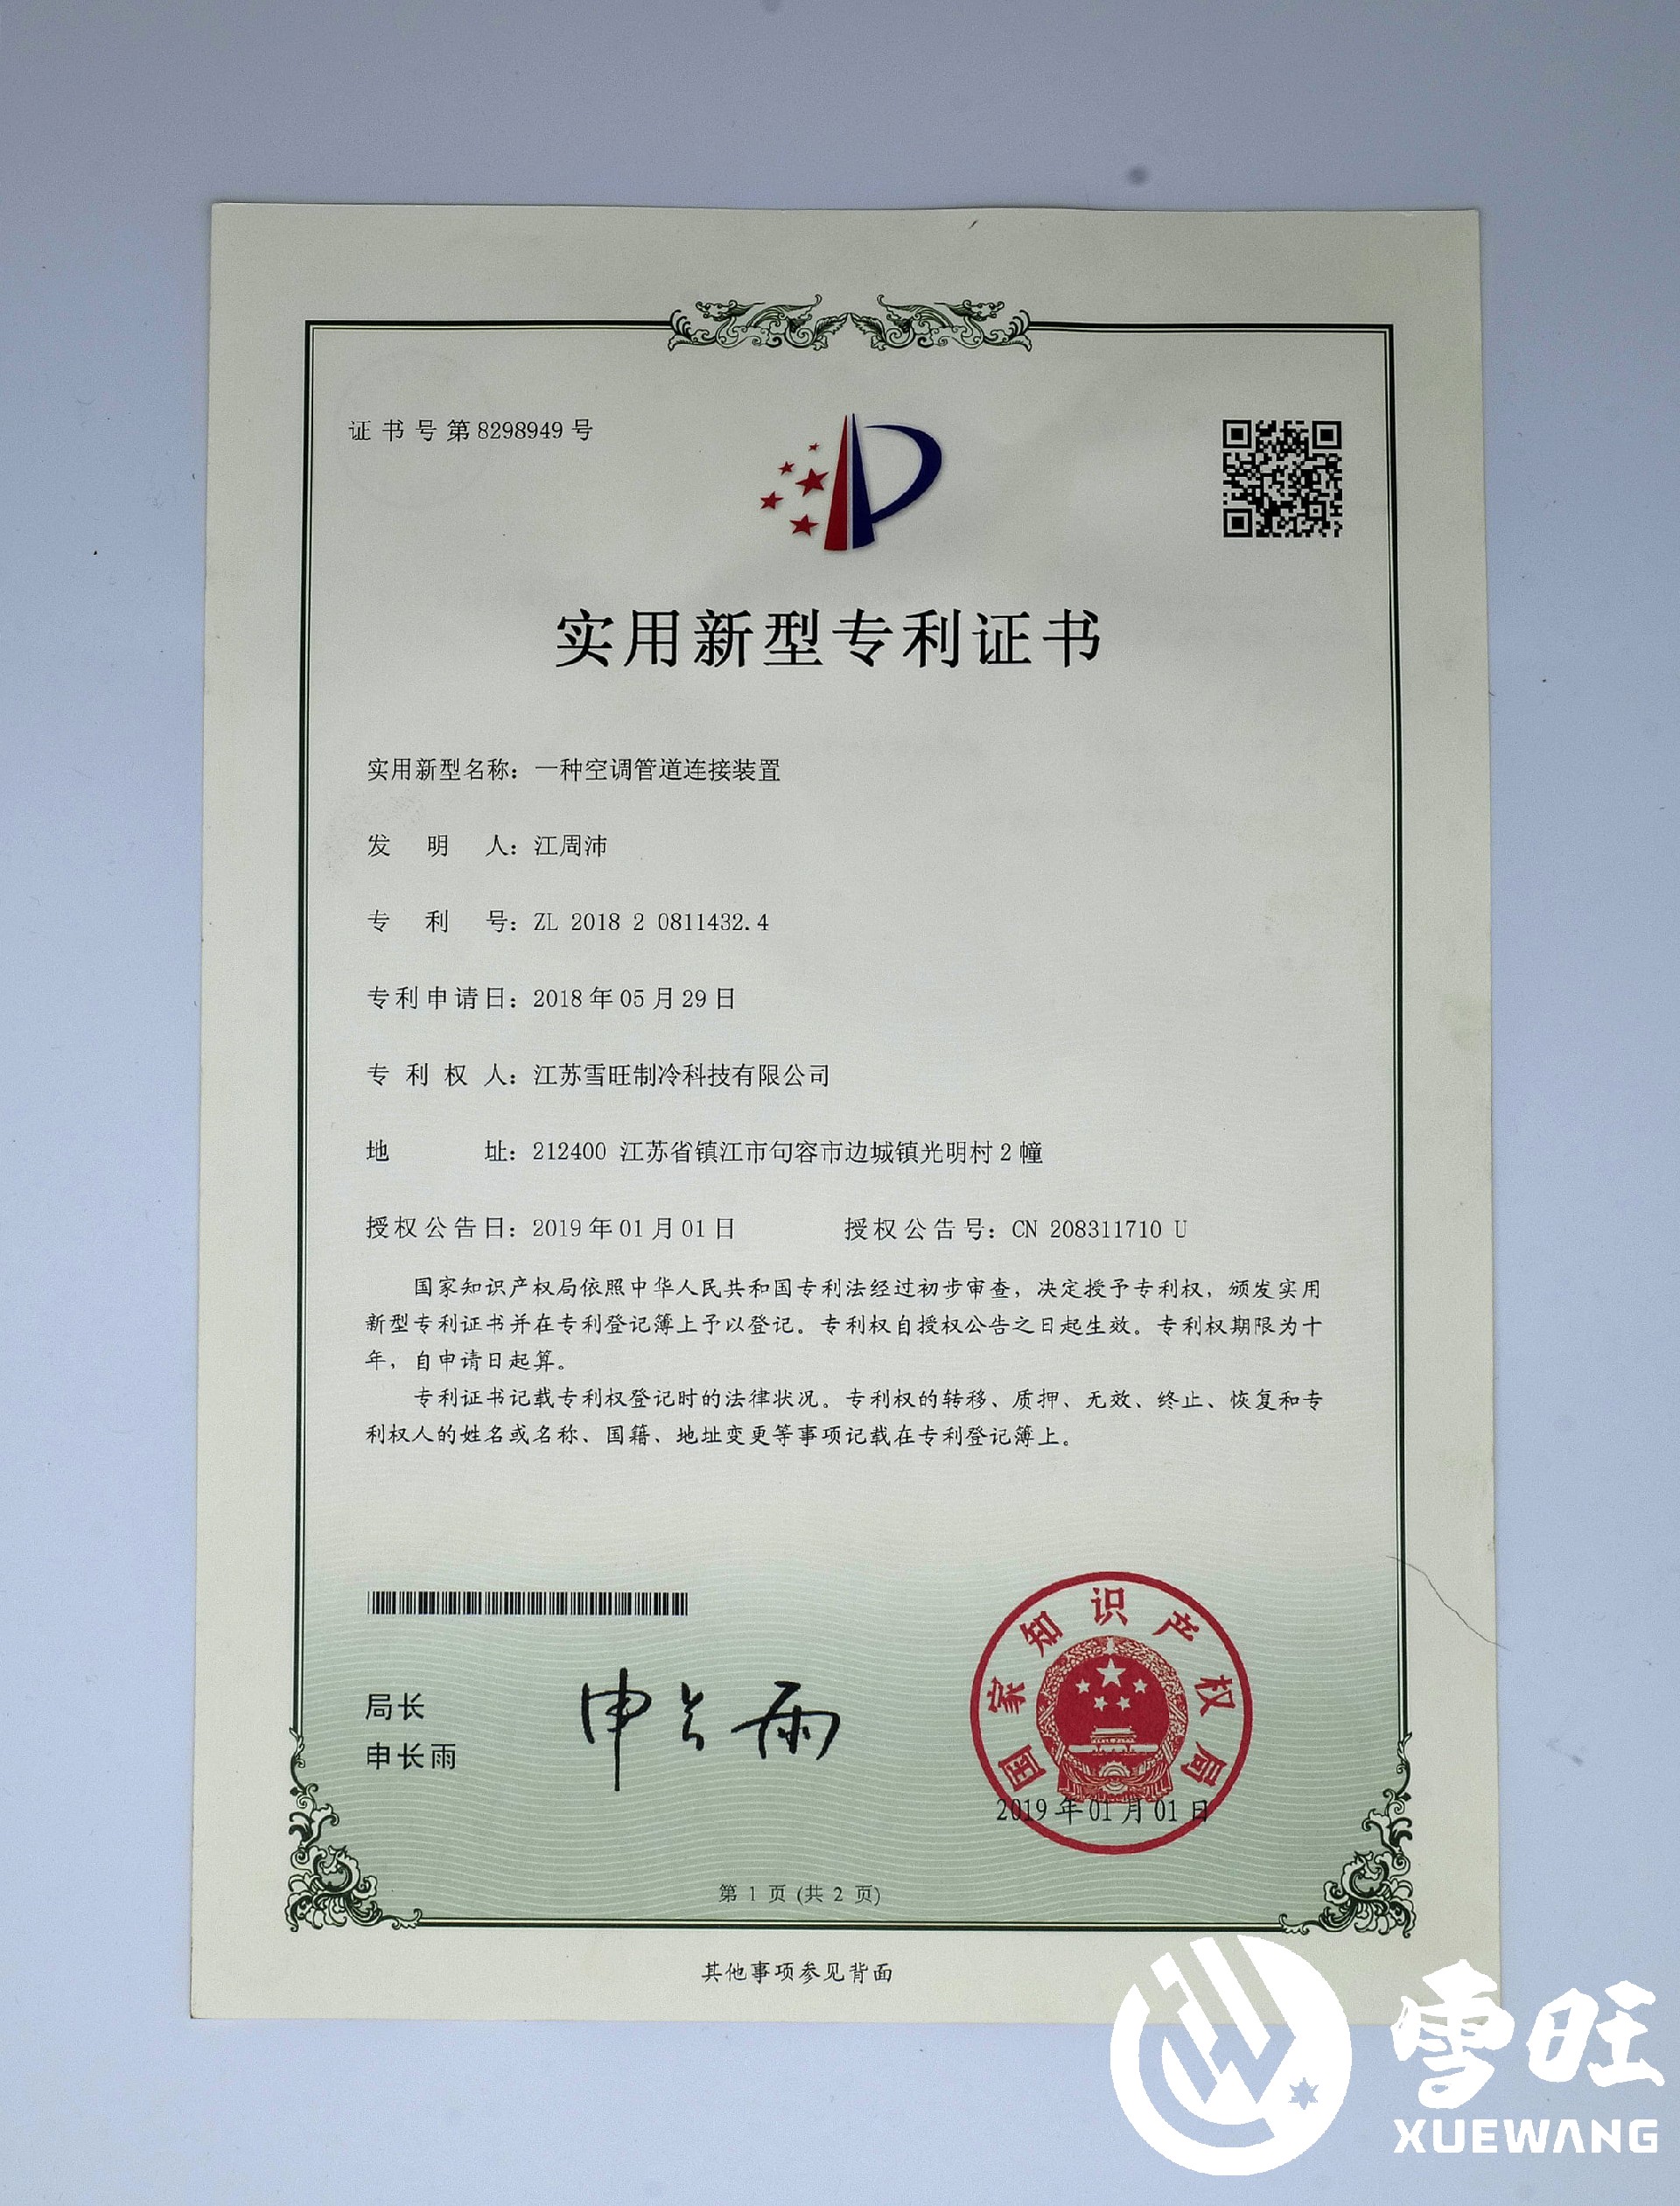 证书号第8298949号
实用新型专利证书
实用新型名称：一种空调管道连接装置
发明人：江周沛
专利号：ZL 2018 2 0811432.4
专利申请日：2018年05月29日
专利权人：江苏雪旺制冷科技有限公司
地址：212400 江苏省镇江市句容市边城镇光明村2幢
授权公告日：2019年01月01日 授权公告号：CN 208311710 U
国家知识产权局依照中华人民共和国专利法经过初步审查，决定授予专利权，颁发实用
新型专利证书并在专利登记簿上予以登记。专利权自授权公告之日起生效。专利权期限为十
年，自申请日起算。
专利证书记载专利权登记时的法律状况。专利权的转移、质押、无效、终止、恢复和专
利权人的姓名或名称、国籍、地址变更等事项记载在专利登记簿上。
局长
申长雨
申长雨
国家知识产权局
2019年01月01日
第 1 页 (共 2 页)
其他事项参见背面
雪旺
XUEWANG